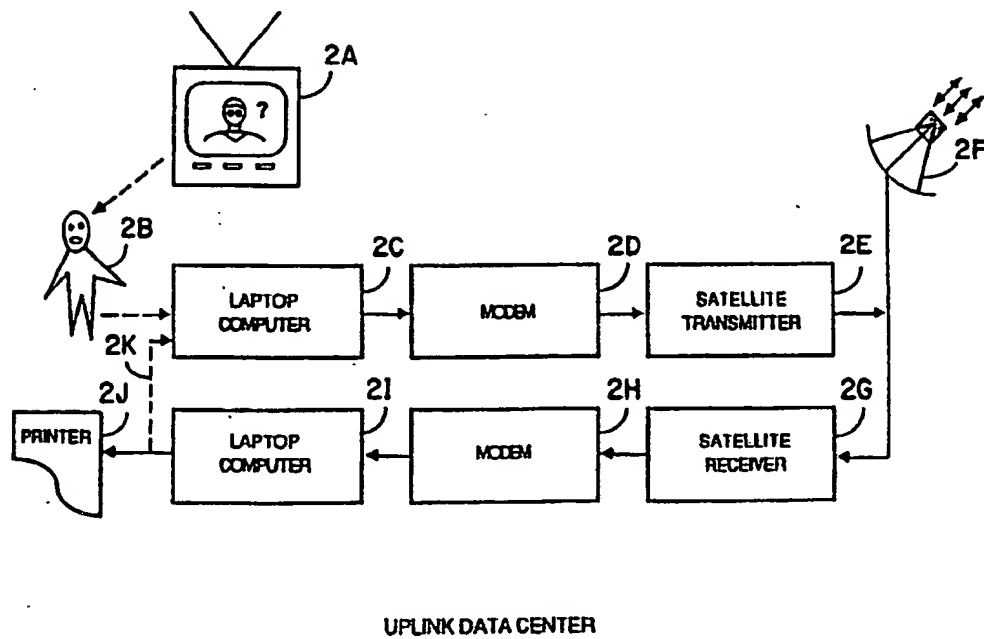 2A
?
2F
2B
2C
2D
2E
LAPTOP
COMPUTER
MODEM
SATELLITE
TRANSMITTER
2K
2J
2I
2H
2G
PRINTER
LAPTOP
COMPUTER
MODEM
SATELLITE
RECEIVER
UPLINK DATA CENTER